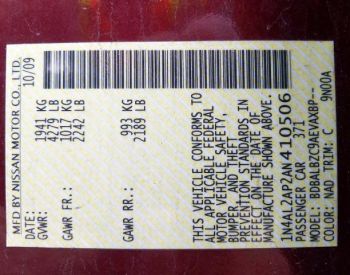 MFD BY NISSAN MOTOR CO., LTD.
DATE: 10/09
GVWR: 1941 KG
4279 LB
GAWR FR.: 1017 KG
2242 LB
GAWR RR.: 993 KG
2189 LB
THIS VEHICLE CONFORMS TO
ALL APPLICABLE FEDERAL
MOTOR VEHICLE SAFETY,
BUMPER, AND THEFT
PREVENTION STANDARDS IN
EFFECT ON THE DATE OF
MANUFACTURE SHOWN ABOVE.
1N4AL2AP2AN410506
PASSENGER CAR 371
MODEL: BDBALBZC9AEVAXBP--
COLOR: NAD TRIM: C 9N00A